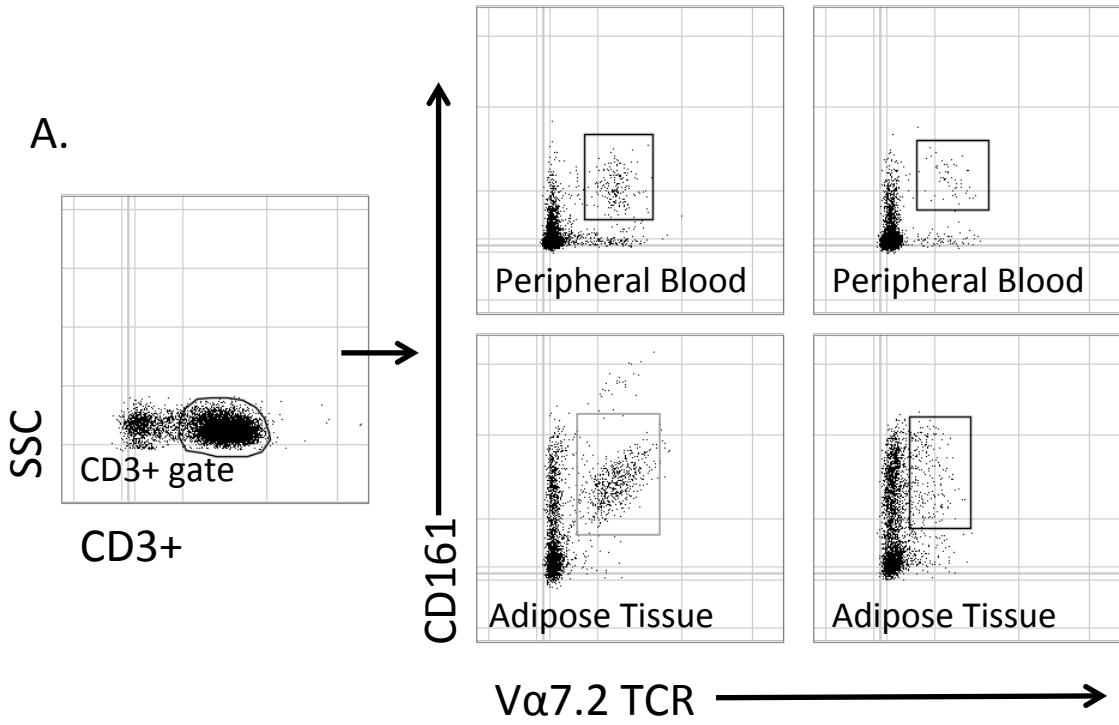 A.
SSC
CD3+ gate
CD3+
CD161
Peripheral Blood
Peripheral Blood
Adipose Tissue
Adipose Tissue
Vα7.2 TCR